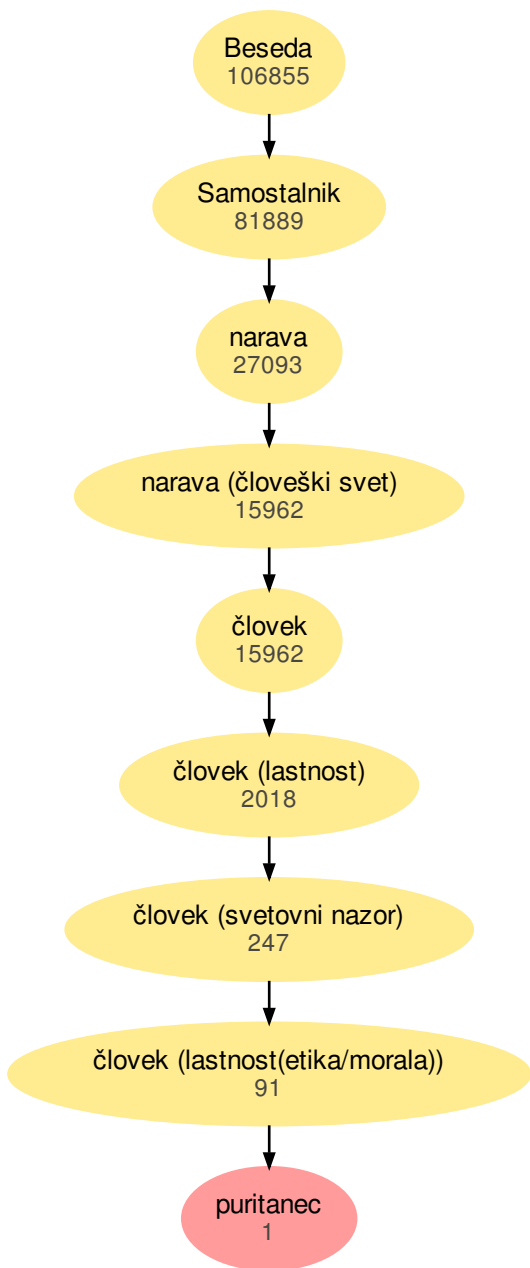 Beseda
106855
Samostalnik
81889
narava
27093
narava (človeški svet)
15962
človek
15962
človek (lastnost)
2018
človek (svetovni nazor)
247
človek (lastnost(etika/morala))
91
puritanec
1